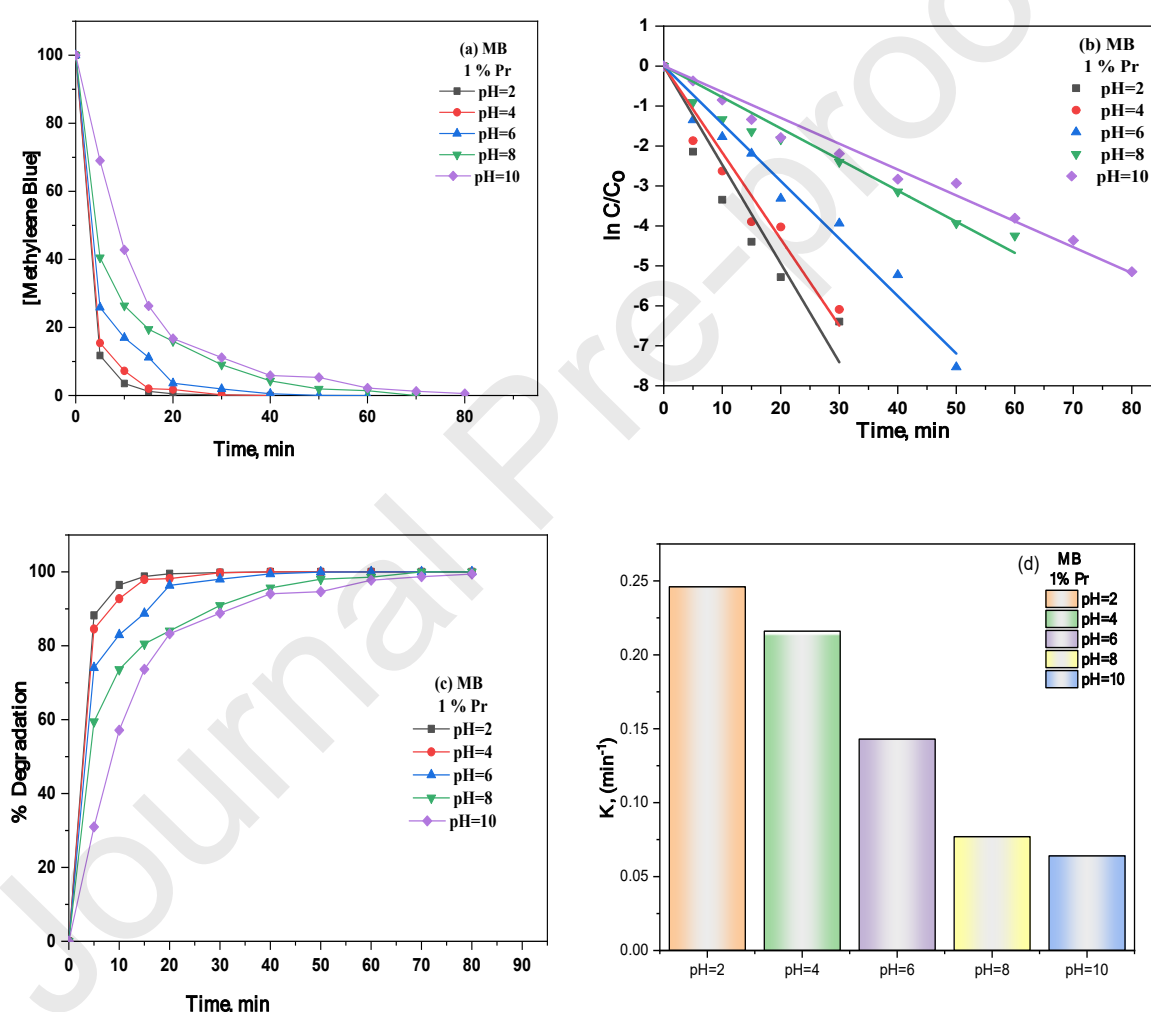 (a) MB
1 % Pr
pH=2
pH=4
pH=6
pH=8
pH=10
100
80
60
40
20
0
[Methyleene Blue]
0 20 40 60 80
Time, min
(b) MB
1 % Pr
pH=2
pH=4
pH=6
pH=8
pH=10
1
0
-1
-2
-3
-4
-5
-6
-7
-8
ln C/C0
0 10 20 30 40 50 60 70 80
Time, min
(c) MB
1 % Pr
pH=2
pH=4
pH=6
pH=8
pH=10
100
80
60
40
20
0
% Degradation
0 10 20 30 40 50 60 70 80 90
Time, min
(d) MB
1% Pr
pH=2
pH=4
pH=6
pH=8
pH=10
0.25
0.20
0.15
0.10
0.05
0.00
K, (min-1)
pH=2 pH=4 pH=6 pH=8 pH=10
Journal Pre-proo